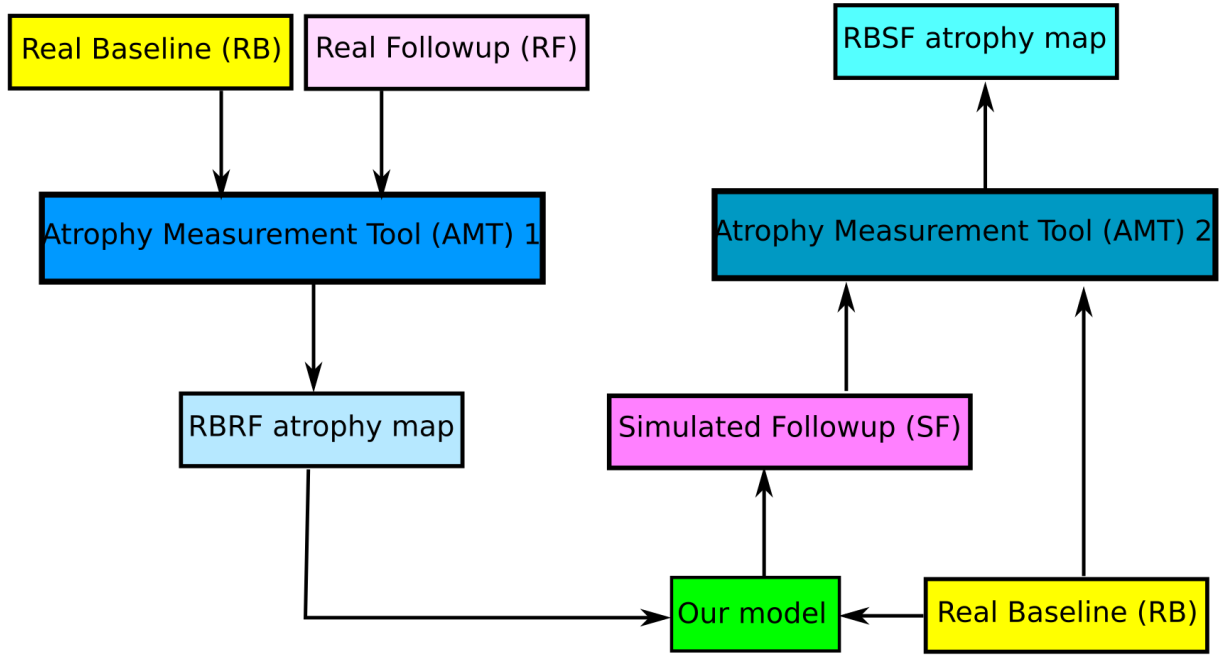 Real Baseline (RB)
Real Followup (RF)
RBSF atrophy map
Atrophy Measurement Tool (AMT) 1
Atrophy Measurement Tool (AMT) 2
RBRF atrophy map
Simulated Followup (SF)
Our model
Real Baseline (RB)